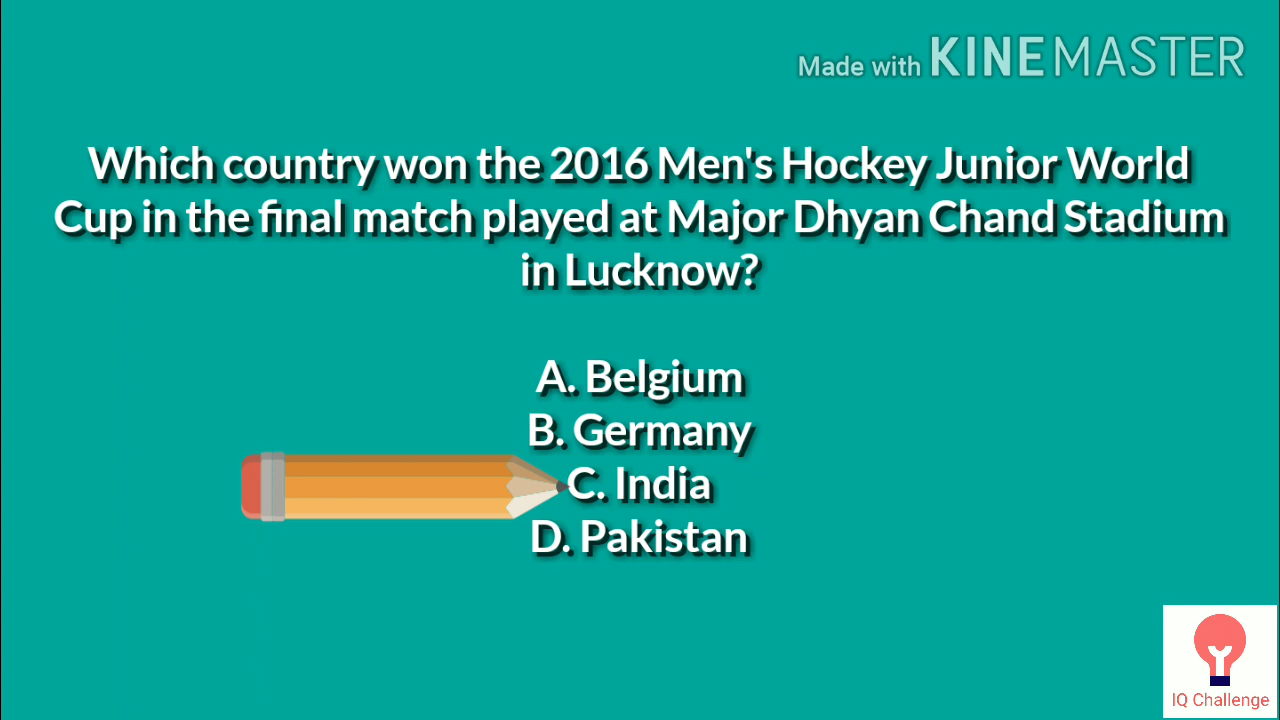 Made with KINEMASTER
Which country won the 2016 Men's Hockey Junior World
Cup in the final match played at Major Dhyan Chand Stadium
in Lucknow?
A. Belgium
B. Germany
C. India
D. Pakistan
IQ Challenge